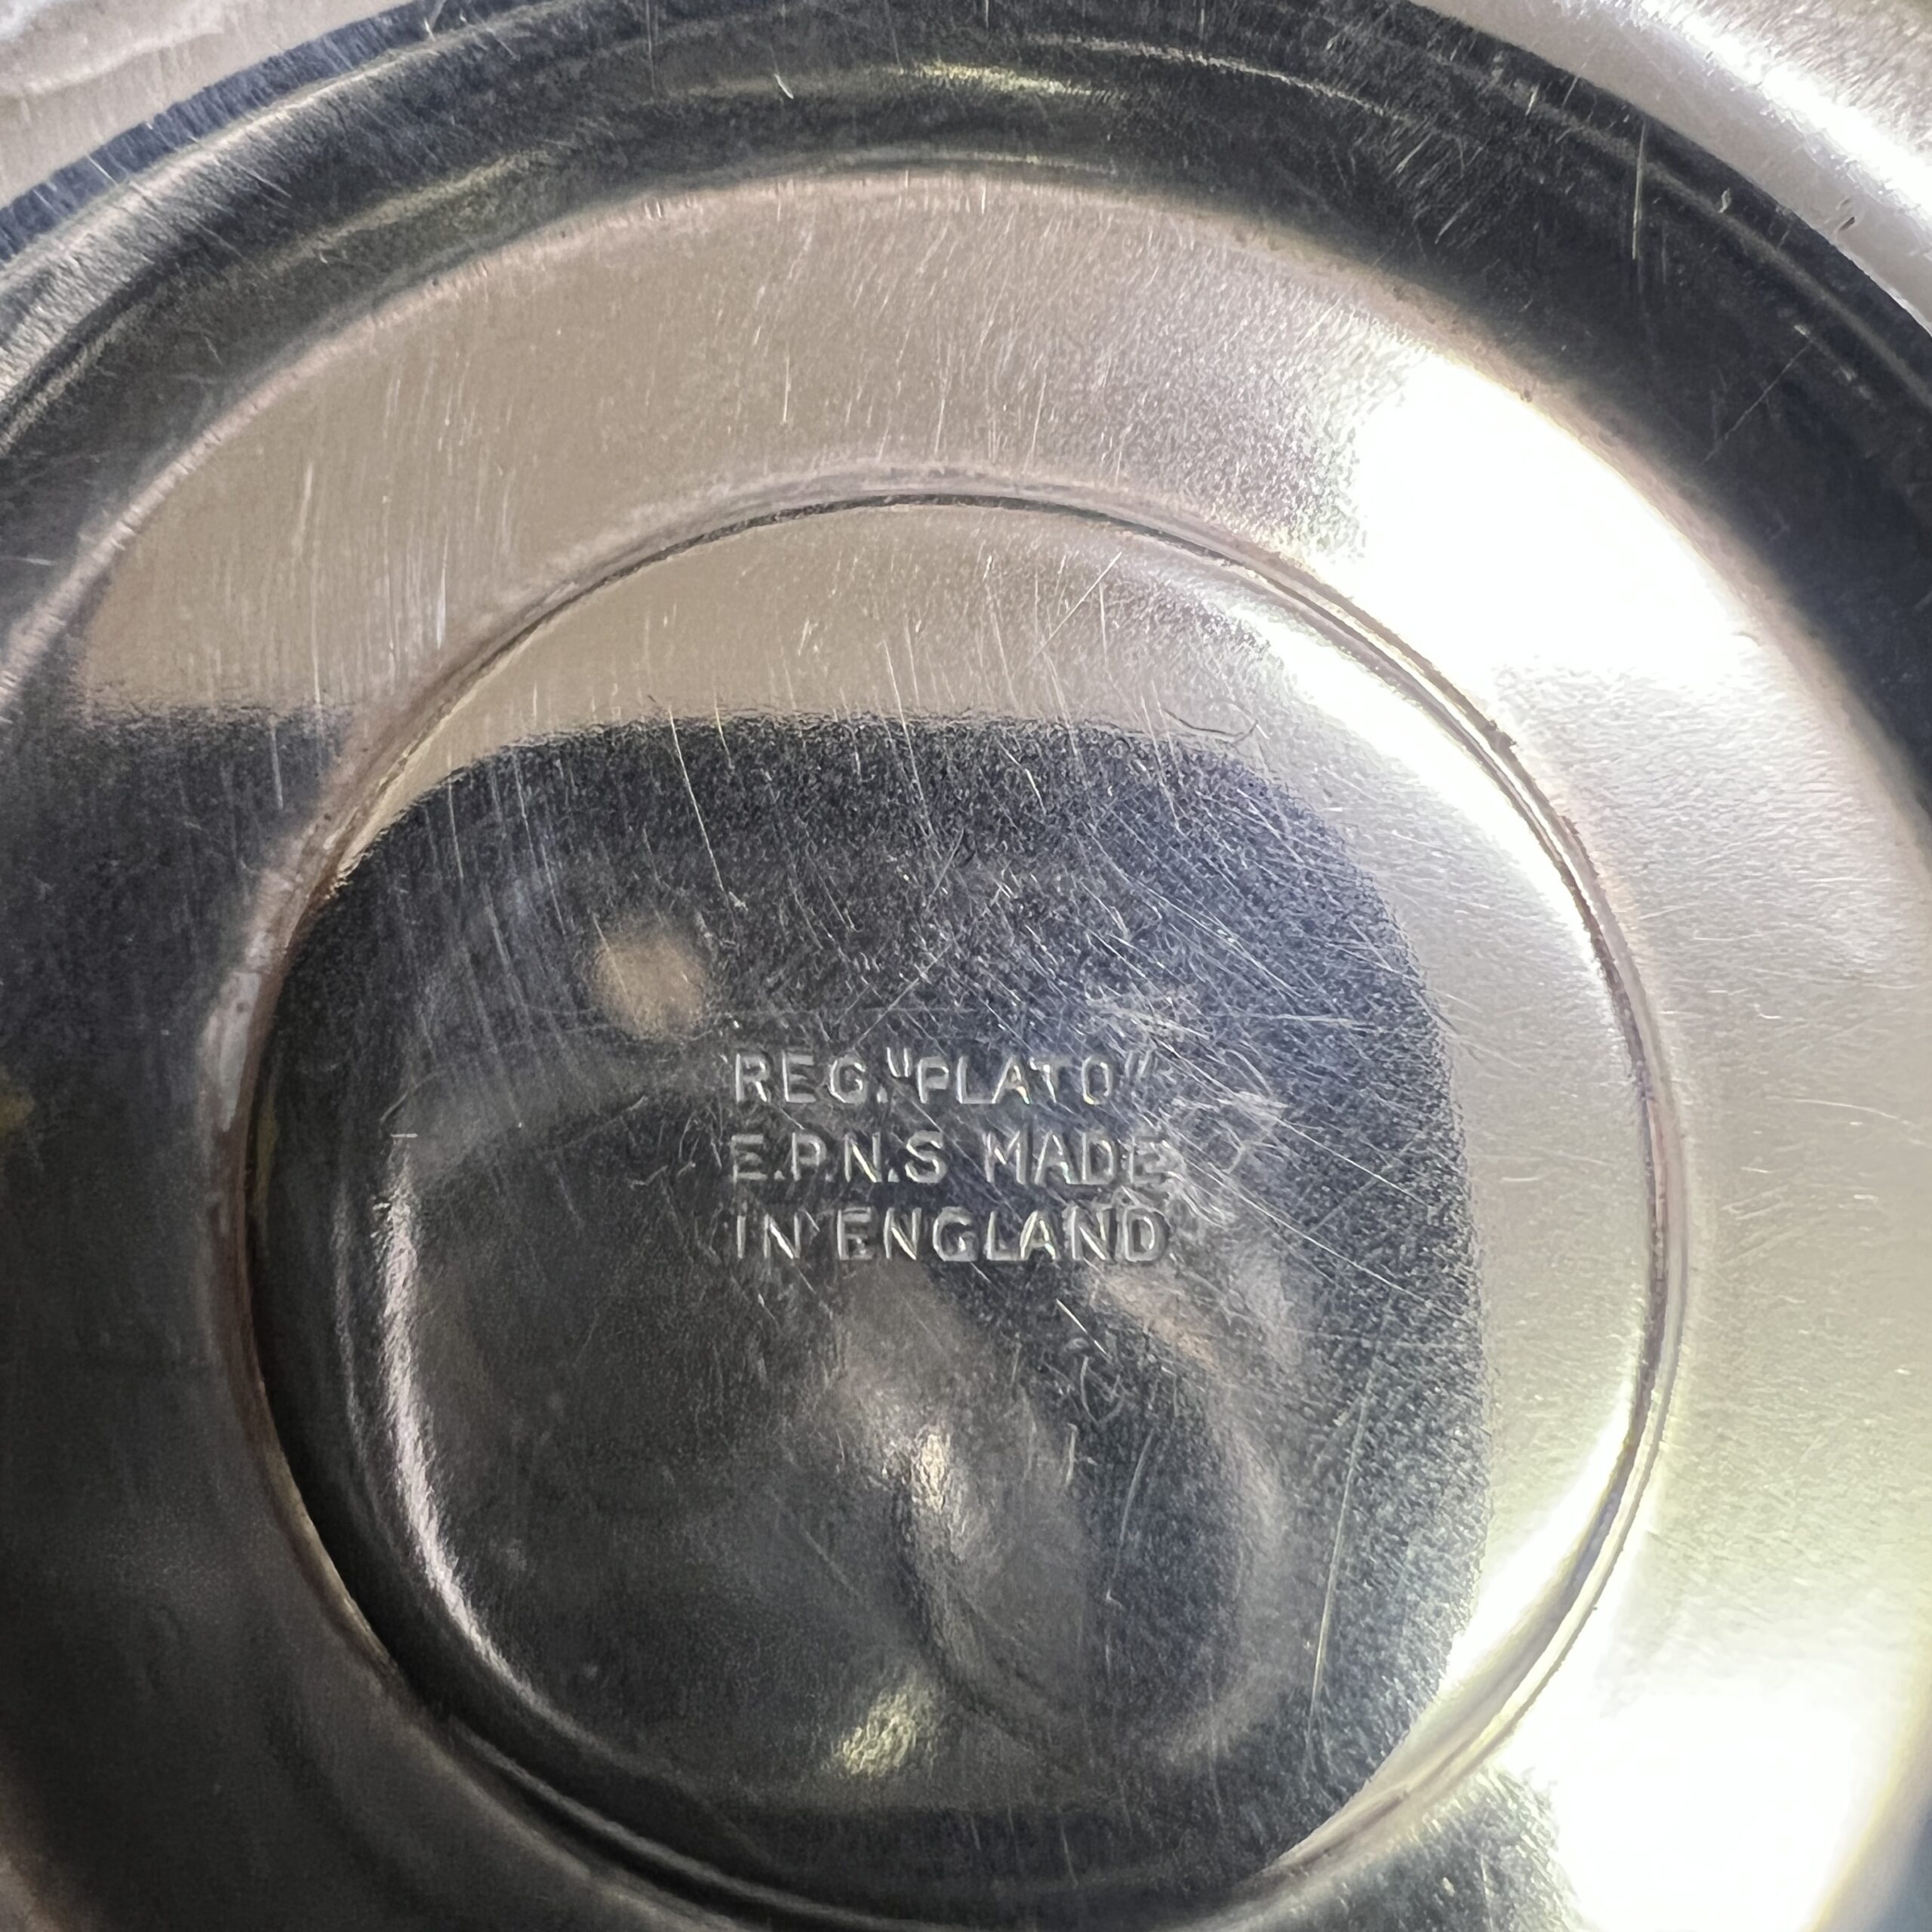 REG. "PLATO"
E.P.N.S MADE
IN ENGLAND